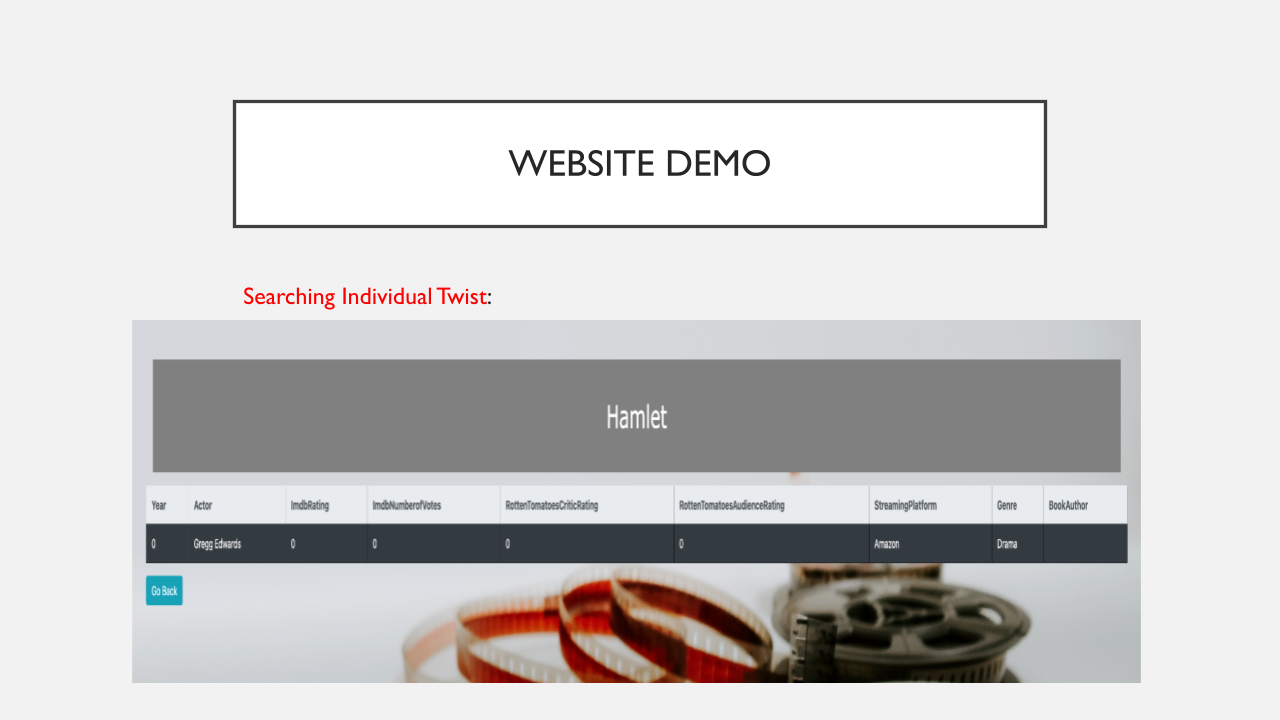 WEBSITE DEMO
Searching Individual Twist:
Hamlet
Year Actor ImdbRating ImdbNumberofVotes RottenTomatoesCriticRating RottenTomatoesAudienceRating StreamingPlatform Genre BookAuthor
0 Gregg Edwards 0 0 0 0 Amazon Drama
Go Back